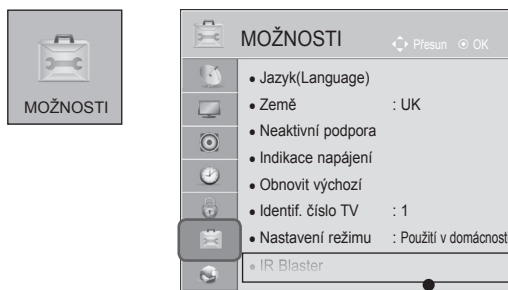 MOŽNOSTI
MOŽNOSTI Přesun OK
Jazyk(Language)
Země : UK
Neaktivní podpora
Indikace napájení
Obnovit výchozí
Identif. číslo TV : 1
Nastavení režimu : Použití v domácnost
IR Blaster